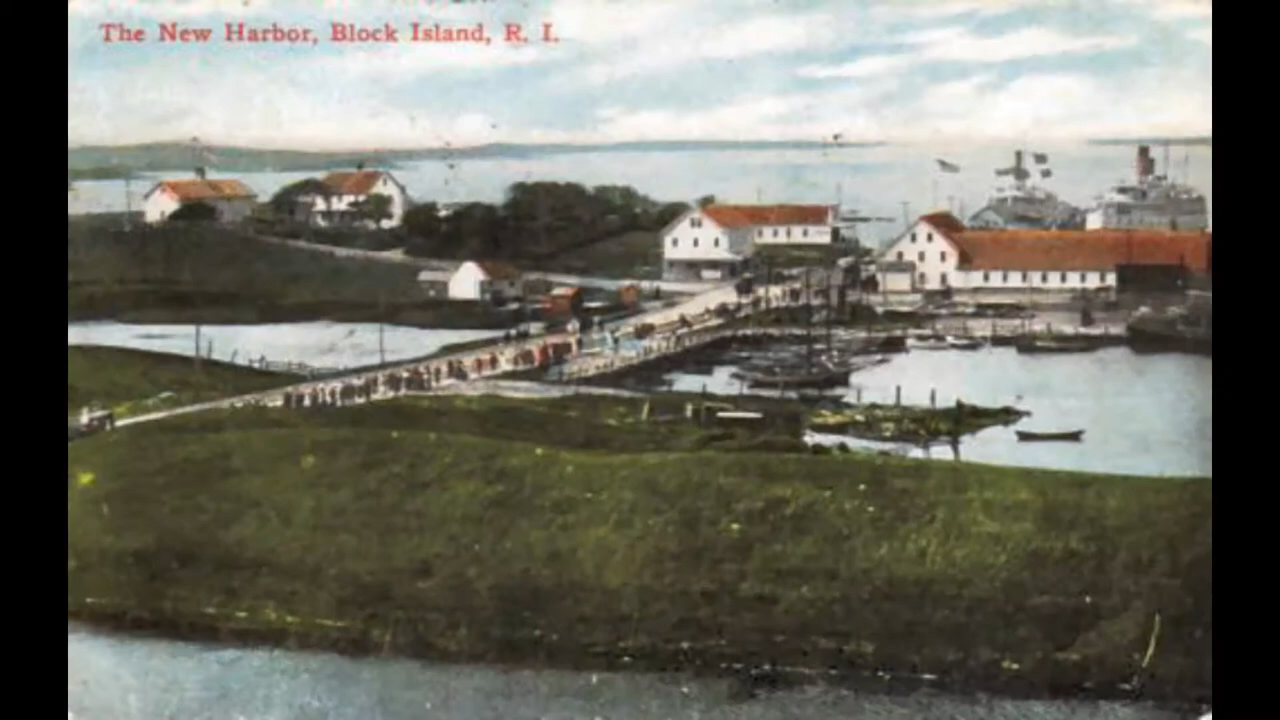 The New Harbor, Block Island, R. I.